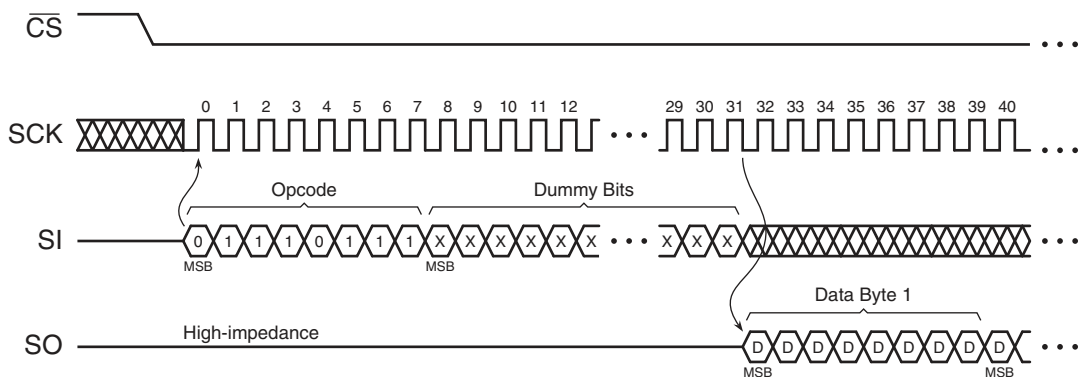 CS
0 1 2 3 4 5 6 7 8 9 10 11 12 29 30 31 32 33 34 35 36 37 38 39 40
SCK
Opcode Dummy Bits
SI 0 1 1 1 0 1 1 1 X X X X X X X X X
MSB MSB
Data Byte 1
High-impedance
SO D D D D D D D D D
MSB MSB